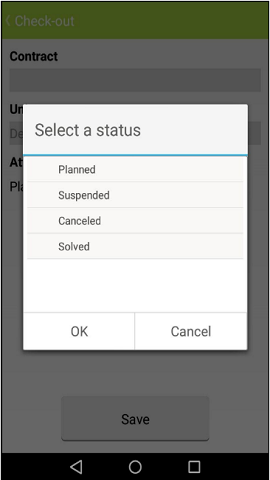 Check-out
Contract
Un
De
At
Pla
Select a status
Planned
Suspended
Canceled
Solved
OK
Cancel
Save